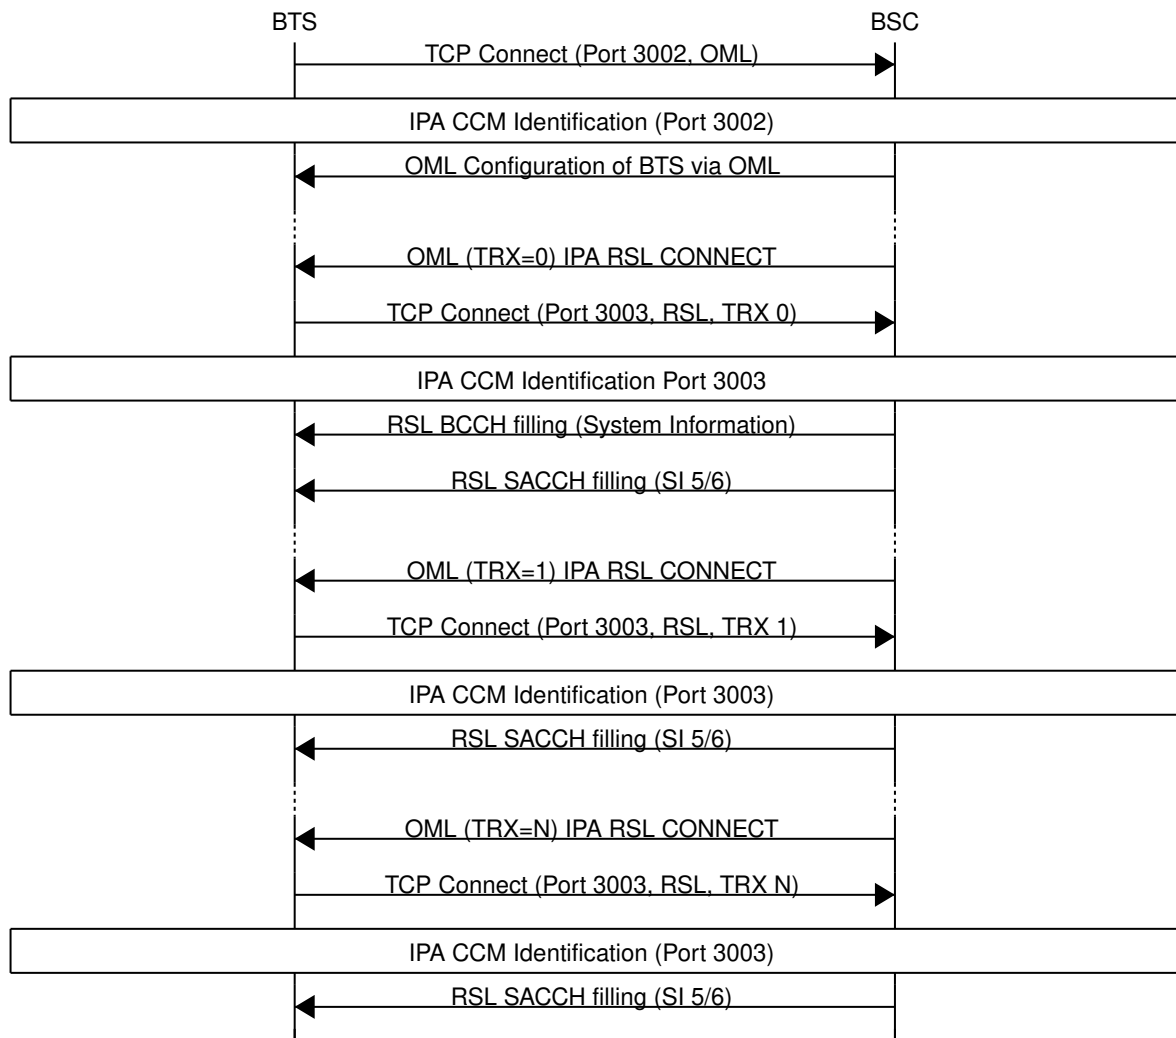 BTS BSC
TCP Connect (Port 3002, OML)
IPA CCM Identification (Port 3002)
OML Configuration of BTS via OML
OML (TRX=0) IPA RSL CONNECT
TCP Connect (Port 3003, RSL, TRX 0)
IPA CCM Identification Port 3003
RSL BCCH filling (System Information)
RSL SACCH filling (SI 5/6)
OML (TRX=1) IPA RSL CONNECT
TCP Connect (Port 3003, RSL, TRX 1)
IPA CCM Identification (Port 3003)
RSL SACCH filling (SI 5/6)
OML (TRX=N) IPA RSL CONNECT
TCP Connect (Port 3003, RSL, TRX N)
IPA CCM Identification (Port 3003)
RSL SACCH filling (SI 5/6)